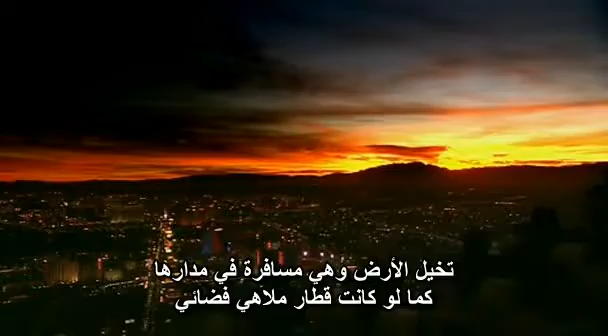 تخيل الأرض وهي مسافرة في مدارها
كما لو كانت قطار ملاهي فضائي